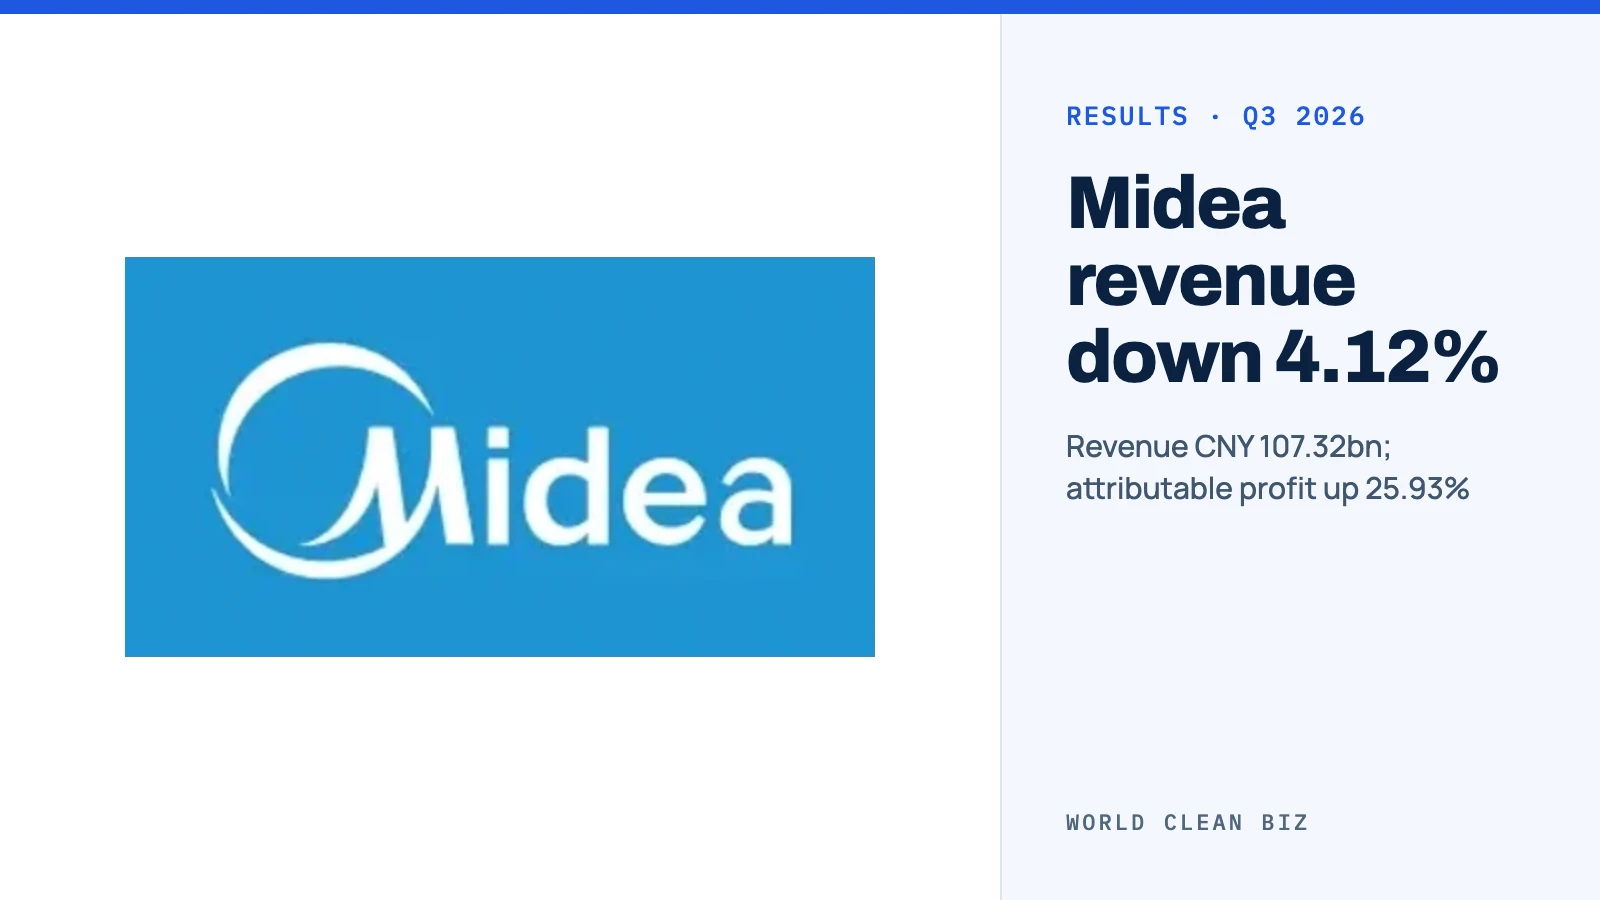 Midea
RESULTS · Q3 2026
Midea
revenue
down 4.12%
Revenue CNY 107.32bn;
attributable profit up 25.93%
WORLD CLEAN BIZ